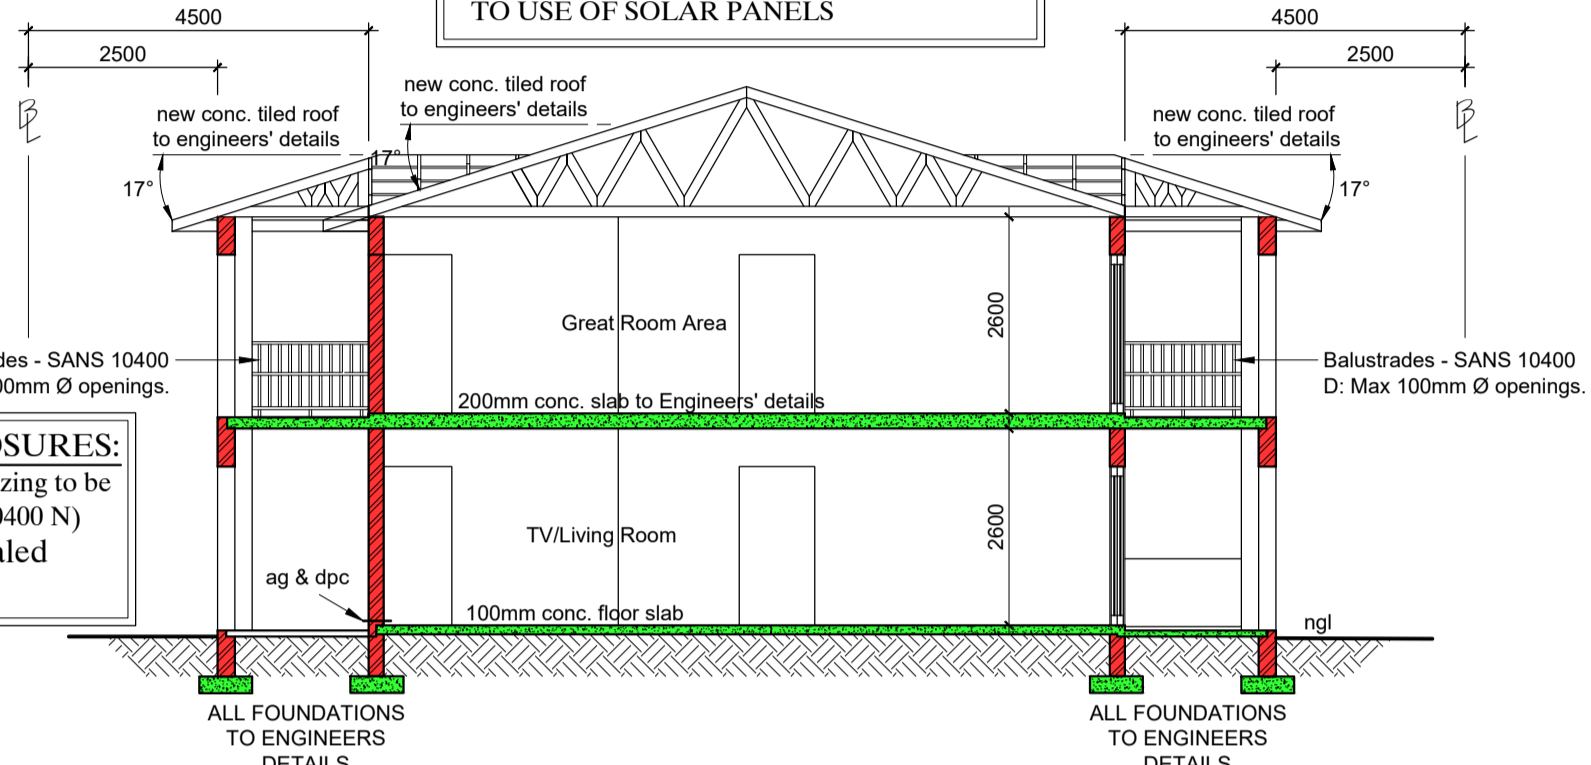 TO USE OF SOLAR PANELS
4500
4500
2500
2500
new conc. tiled roof
to engineers' details
new conc. tiled roof
to engineers' details
new conc. tiled roof
to engineers' details
17°
17°
17°
Great Room Area
2600
des - SANS 10400
00mm Ø openings.
Balustrades - SANS 10400
D: Max 100mm Ø openings.
200mm conc. slab to Engineers' details
OSURES:
zing to be
0400 N)
aled
TV/Living Room
2600
ag & dpc
100mm conc. floor slab
ngl
ALL FOUNDATIONS
TO ENGINEERS
DETAILS
ALL FOUNDATIONS
TO ENGINEERS
DETAILS